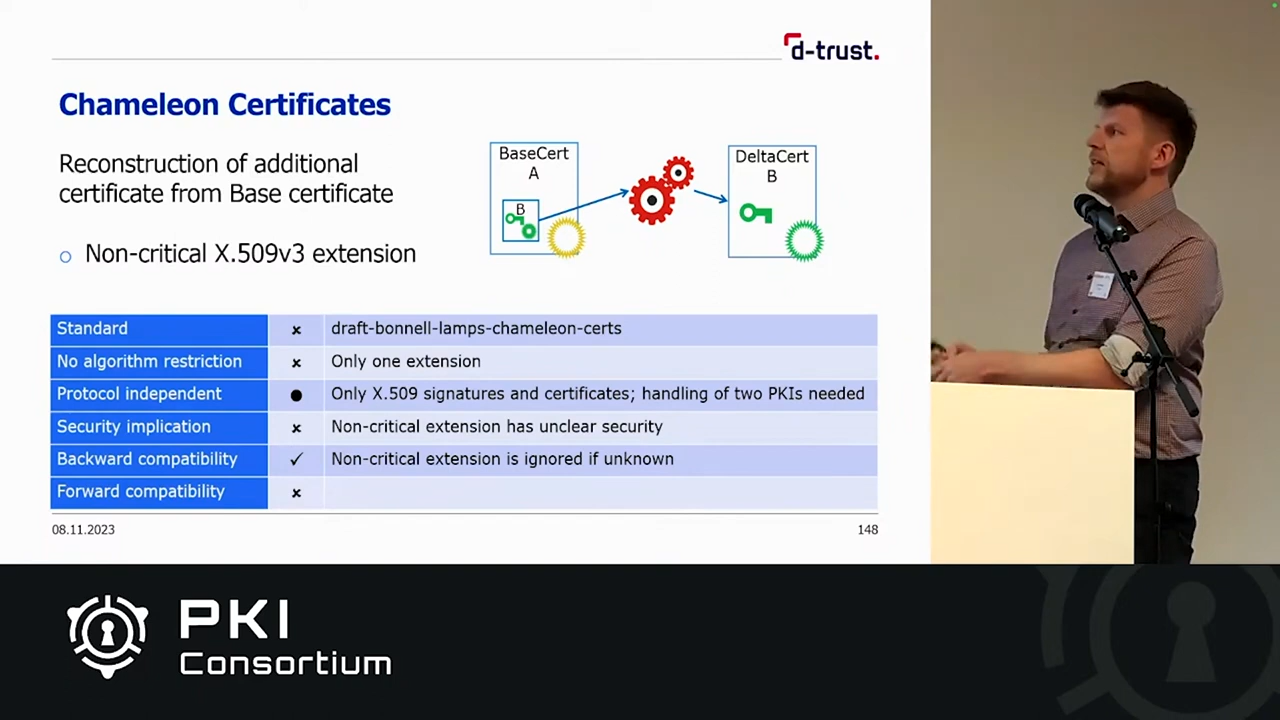 d-trust.
Chameleon Certificates
Reconstruction of additional
certificate from Base certificate
Non-critical X.509v3 extension
BaseCert
A
B
DeltaCert
B
Standard × draft-bonnell-lamps-chameleon-certs
No algorithm restriction × Only one extension
Protocol independent ● Only X.509 signatures and certificates; handling of two PKIs needed
Security implication × Non-critical extension has unclear security
Backward compatibility ✓ Non-critical extension is ignored if unknown
Forward compatibility ×
08.11.2023
148
PKI
Consortium